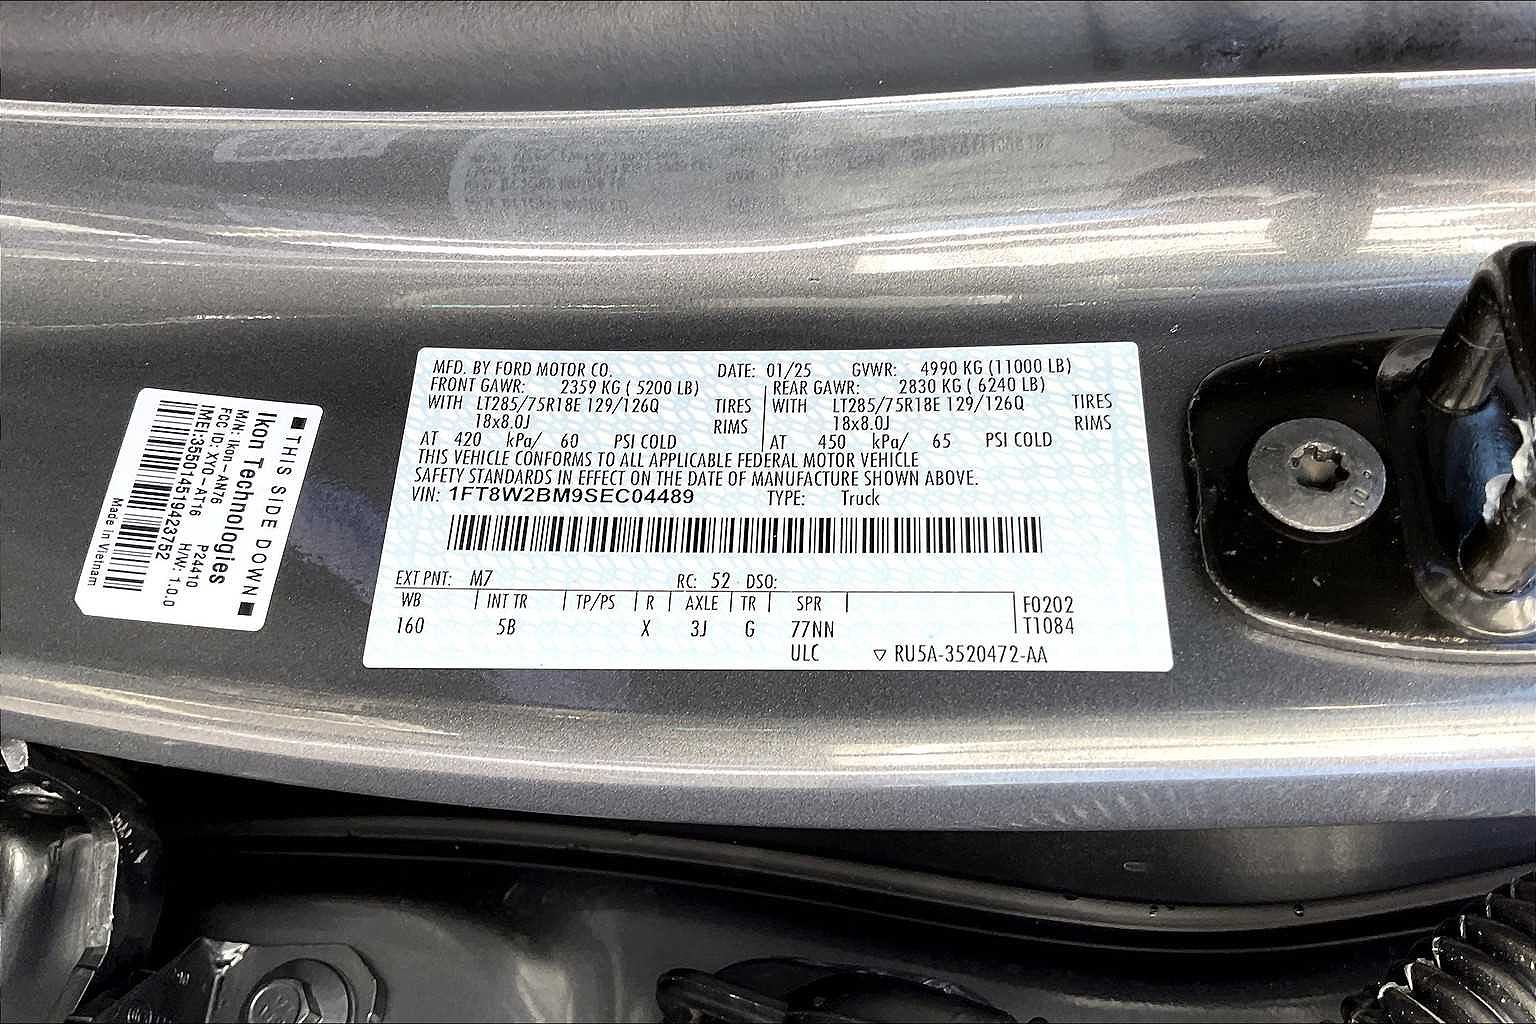 MFD. BY FORD MOTOR CO. DATE: 01/25 GVWR: 4990 KG (11000 LB)
FRONT GAWR: 2359 KG ( 5200 LB) REAR GAWR: 2830 KG ( 6240 LB)
WITH LT285/75R18E 129/126Q TIRES WITH LT285/75R18E 129/126Q TIRES
18x8.0J RIMS 18x8.0J RIMS
AT 420 kPa/ 60 PSI COLD AT 450 kPa/ 65 PSI COLD
THIS VEHICLE CONFORMS TO ALL APPLICABLE FEDERAL MOTOR VEHICLE
SAFETY STANDARDS IN EFFECT ON THE DATE OF MANUFACTURE SHOWN ABOVE.
VIN: 1FT8W2BM9SEC04489 TYPE: Truck
EXT PNT: M7 RC: 52 DSO:
WB INT TR TP/PS R AXLE TR SPR F0202
160 5B X 3J G 77NN T1084
ULC ▽ RU5A-3520472-AA
■ THIS SIDE DOWN ■
Ikon Technologies
M/N: IKon-AN76 P24410
FCC ID: XYO-AT16 H/W: 1.0.0
IMEI:355014519423752
Made in Vietnam